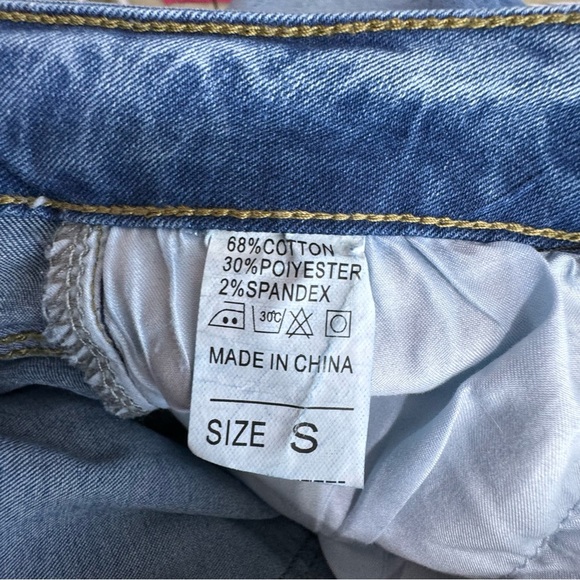 68%COTTON
30%POIYESTER
2%SPANDEX
30℃
MADE IN CHINA
SIZE S